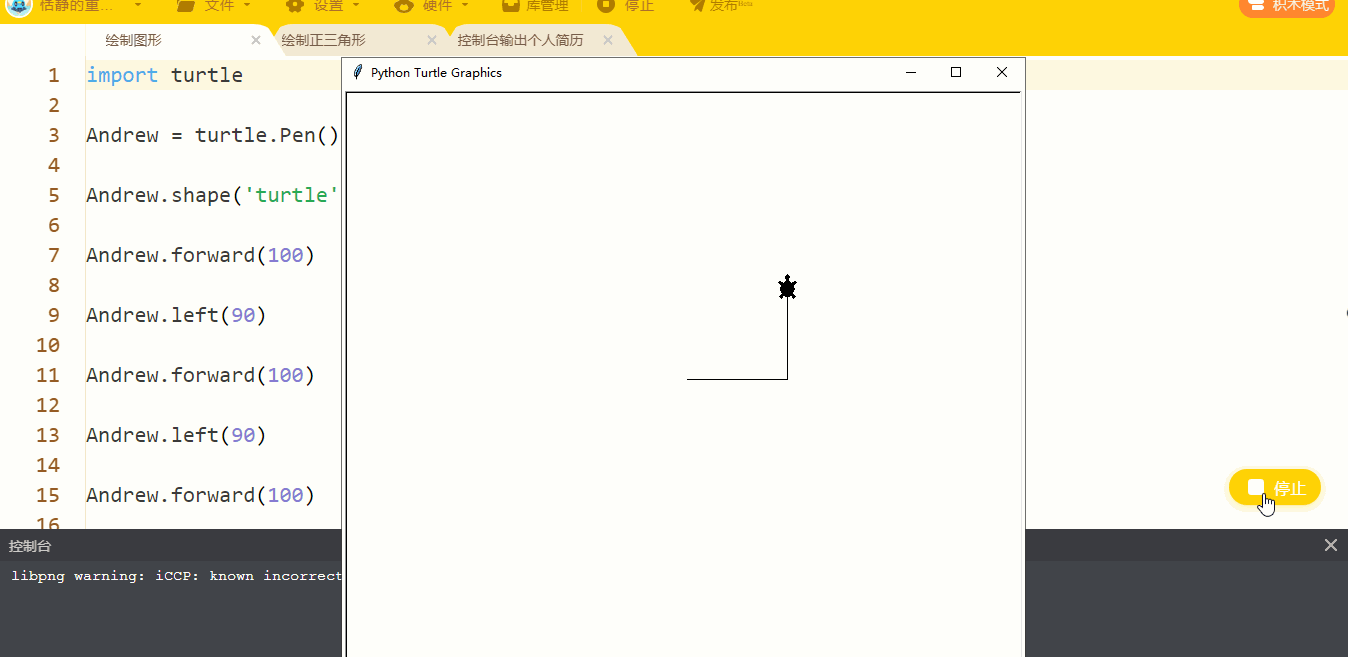 恬静的重... 文件 设置 硬件 库管理 停止 发布Beta 积木模式
绘制图形 绘制正三角形 控制台输出个人简历
Python Turtle Graphics
1 import turtle
2
3 Andrew = turtle.Pen()
4
5 Andrew.shape('turtle'
6
7 Andrew.forward(100)
8
9 Andrew.left(90)
10
11 Andrew.forward(100)
12
13 Andrew.left(90)
14
15 Andrew.forward(100)
16
停止
控制台
libpng warning: iCCP: known incorrect